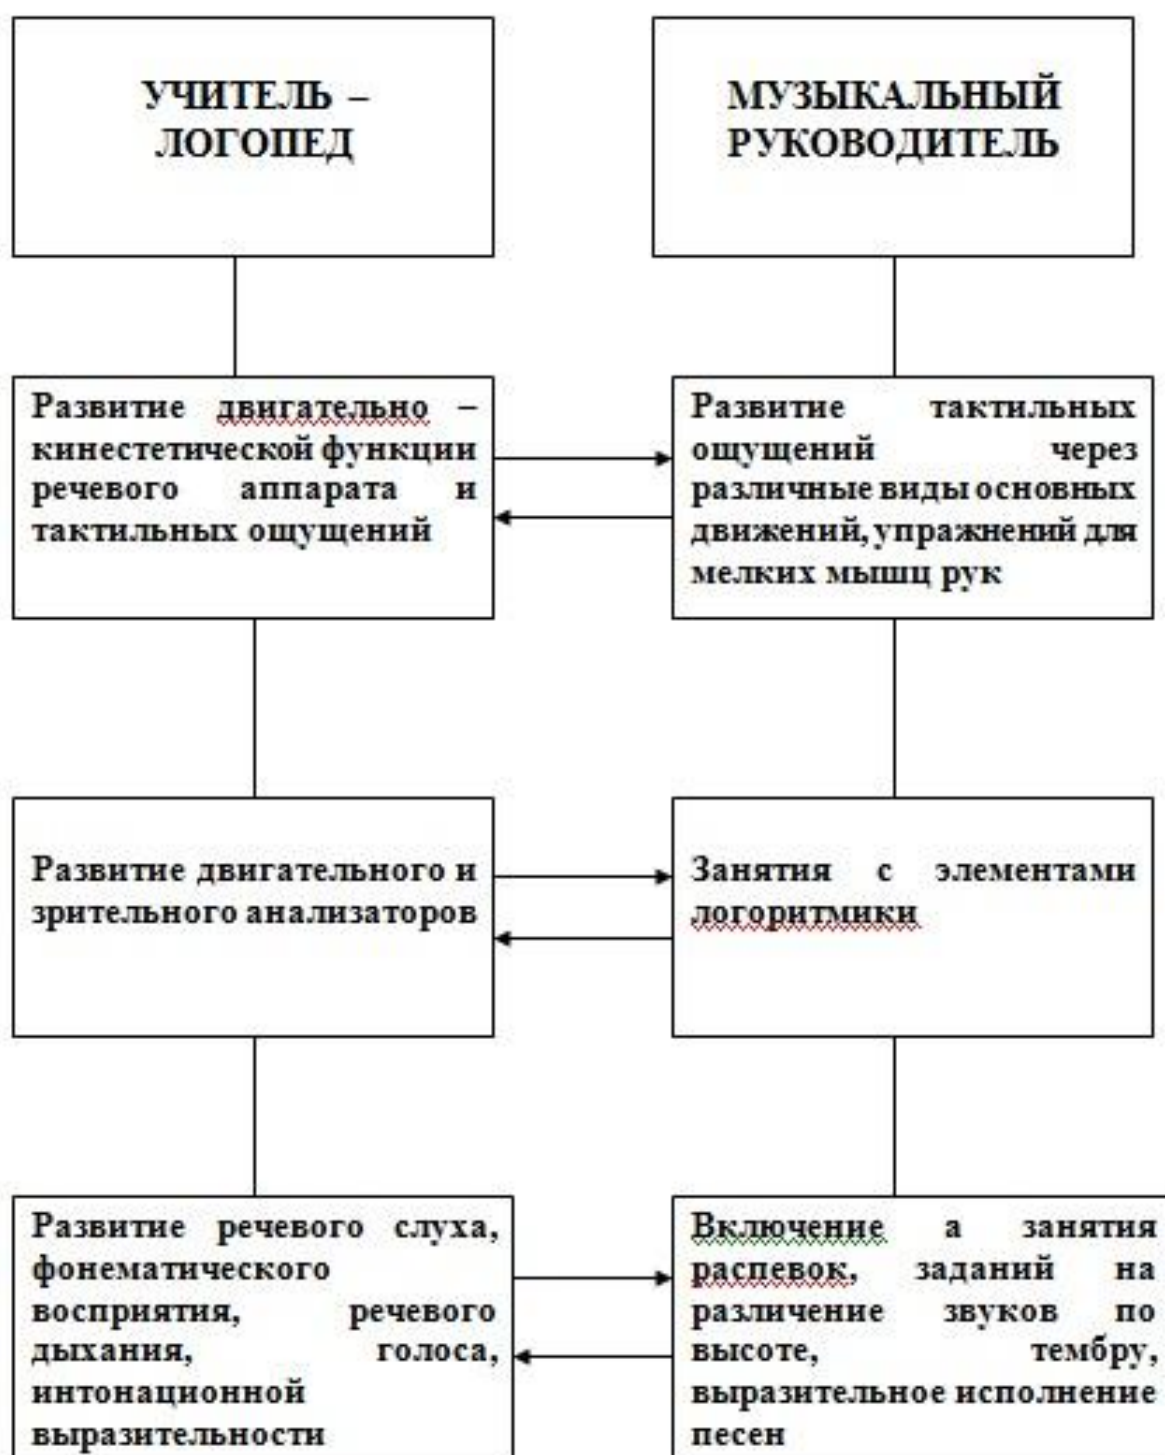 УЧИТЕЛЬ –
ЛОГОПЕД
МУЗЫКАЛЬНЫЙ
РУКОВОДИТЕЛЬ
Развитие двигательно –
кинестетической функции
речевого аппарата и
тактильных ощущений
Развитие тактильных
ощущений через
различные виды основных
движений, упражнений для
мелких мышц рук
Развитие двигательного и
зрительного анализаторов
Занятия с элементами
логоритмики
Развитие речевого слуха,
фонематического
восприятия, речевого
дыхания, голоса,
интонационной
выразительности
Включение а занятия
распевок, заданий на
различение звуков по
высоте, тембру,
выразительное исполнение
песен